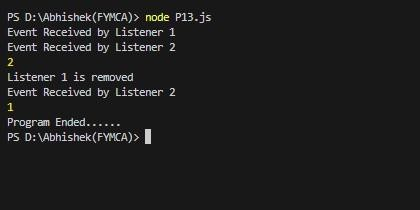 PS D:\Abhishek(FYMCA)> node P13.js
Event Received by Listener 1
Event Received by Listener 2
2
Listener 1 is removed
Event Received by Listener 2
1
Program Ended......
PS D:\Abhishek(FYMCA)>